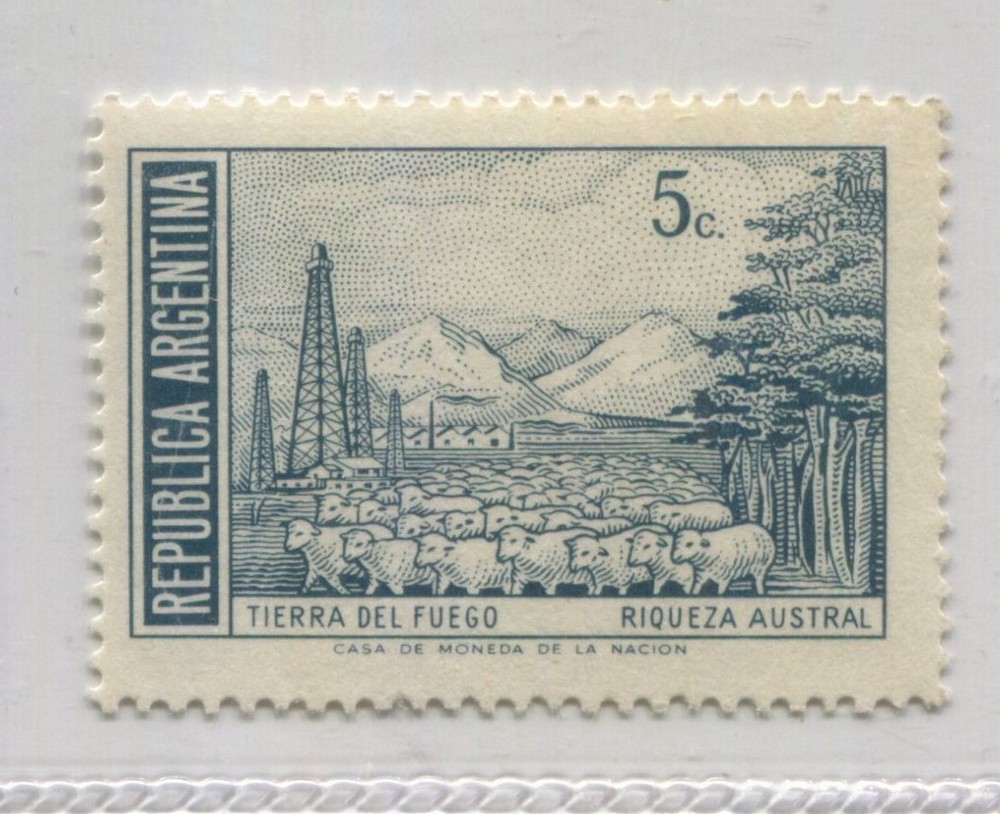 REPUBLICA ARGENTINA
5c.
TIERRA DEL FUEGO
RIQUEZA AUSTRAL
CASA DE MONEDA DE LA NACION